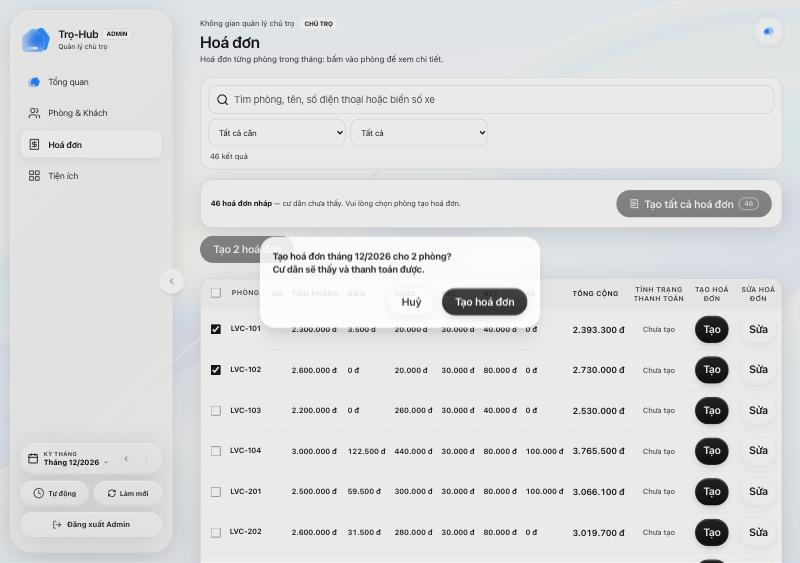 Trọ-Hub ADMIN
Quản lý chủ trọ
Tổng quan
Phòng & Khách
Hoá đơn
Tiện ích
KỲ THÁNG
Tháng 12/2026
Tự động
Làm mới
Đăng xuất Admin
Không gian quản lý chủ trọ CHỦ TRỌ
Hoá đơn
Hoá đơn từng phòng trong tháng: bấm vào phòng để xem chi tiết.
Tìm phòng, tên, số điện thoại hoặc biển số xe
Tất cả căn
Tất cả
46 kết quả
46 hoá đơn nháp — cư dân chưa thấy. Vui lòng chọn phòng tạo hoá đơn.
Tạo tất cả hoá đơn 46
Tạo 2 hoá
Tạo hoá đơn tháng 12/2026 cho 2 phòng?
Cư dân sẽ thấy và thanh toán được.
Huỷ
Tạo hoá đơn
PHÒNG TIỀN PHÒNG ĐIỆN NƯỚC TỔNG CỘNG TÌNH TRẠNG THANH TOÁN TẠO HOÁ ĐƠN SỬA HOÁ ĐƠN
LVC-101 2.300.000 đ 3.500 đ 20.000 đ 30.000 đ 40.000 đ 0 đ 2.393.300 đ Chưa tạo Tạo Sửa
LVC-102 2.600.000 đ 0 đ 20.000 đ 30.000 đ 80.000 đ 0 đ 2.730.000 đ Chưa tạo Tạo Sửa
LVC-103 2.200.000 đ 0 đ 260.000 đ 30.000 đ 40.000 đ 0 đ 2.530.000 đ Chưa tạo Tạo Sửa
LVC-104 3.000.000 đ 122.500 đ 440.000 đ 30.000 đ 80.000 đ 100.000 đ 3.765.500 đ Chưa tạo Tạo Sửa
LVC-201 2.500.000 đ 59.500 đ 300.000 đ 30.000 đ 80.000 đ 100.000 đ 3.066.100 đ Chưa tạo Tạo Sửa
LVC-202 2.600.000 đ 31.500 đ 280.000 đ 30.000 đ 80.000 đ 0 đ 3.019.700 đ Chưa tạo Tạo Sửa